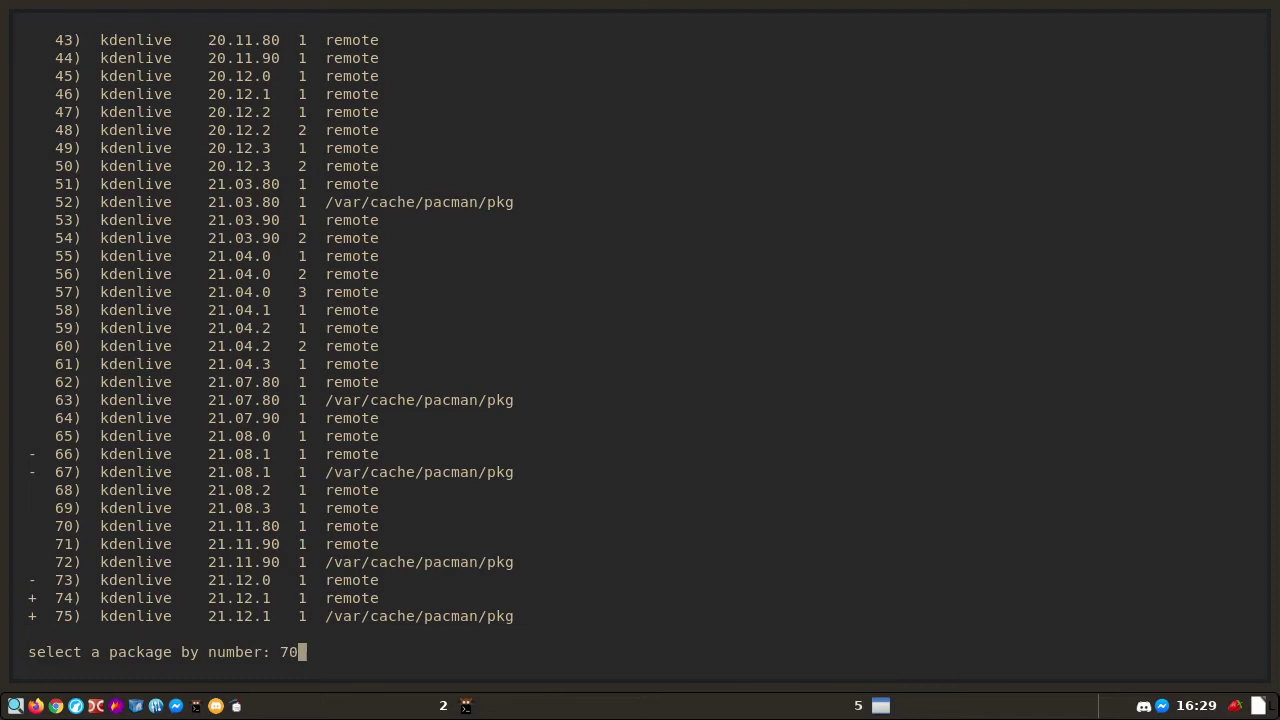 43) kdenlive 20.11.80 1 remote
44) kdenlive 20.11.90 1 remote
45) kdenlive 20.12.0 1 remote
46) kdenlive 20.12.1 1 remote
47) kdenlive 20.12.2 1 remote
48) kdenlive 20.12.2 2 remote
49) kdenlive 20.12.3 1 remote
50) kdenlive 20.12.3 2 remote
51) kdenlive 21.03.80 1 remote
52) kdenlive 21.03.80 1 /var/cache/pacman/pkg
53) kdenlive 21.03.90 1 remote
54) kdenlive 21.03.90 2 remote
55) kdenlive 21.04.0 1 remote
56) kdenlive 21.04.0 2 remote
57) kdenlive 21.04.0 3 remote
58) kdenlive 21.04.1 1 remote
59) kdenlive 21.04.2 1 remote
60) kdenlive 21.04.2 2 remote
61) kdenlive 21.04.3 1 remote
62) kdenlive 21.07.80 1 remote
63) kdenlive 21.07.80 1 /var/cache/pacman/pkg
64) kdenlive 21.07.90 1 remote
65) kdenlive 21.08.0 1 remote
- 66) kdenlive 21.08.1 1 remote
- 67) kdenlive 21.08.1 1 /var/cache/pacman/pkg
68) kdenlive 21.08.2 1 remote
69) kdenlive 21.08.3 1 remote
70) kdenlive 21.11.80 1 remote
71) kdenlive 21.11.90 1 remote
72) kdenlive 21.11.90 1 /var/cache/pacman/pkg
- 73) kdenlive 21.12.0 1 remote
+ 74) kdenlive 21.12.1 1 remote
+ 75) kdenlive 21.12.1 1 /var/cache/pacman/pkg
select a package by number: 70
2 5 16:29